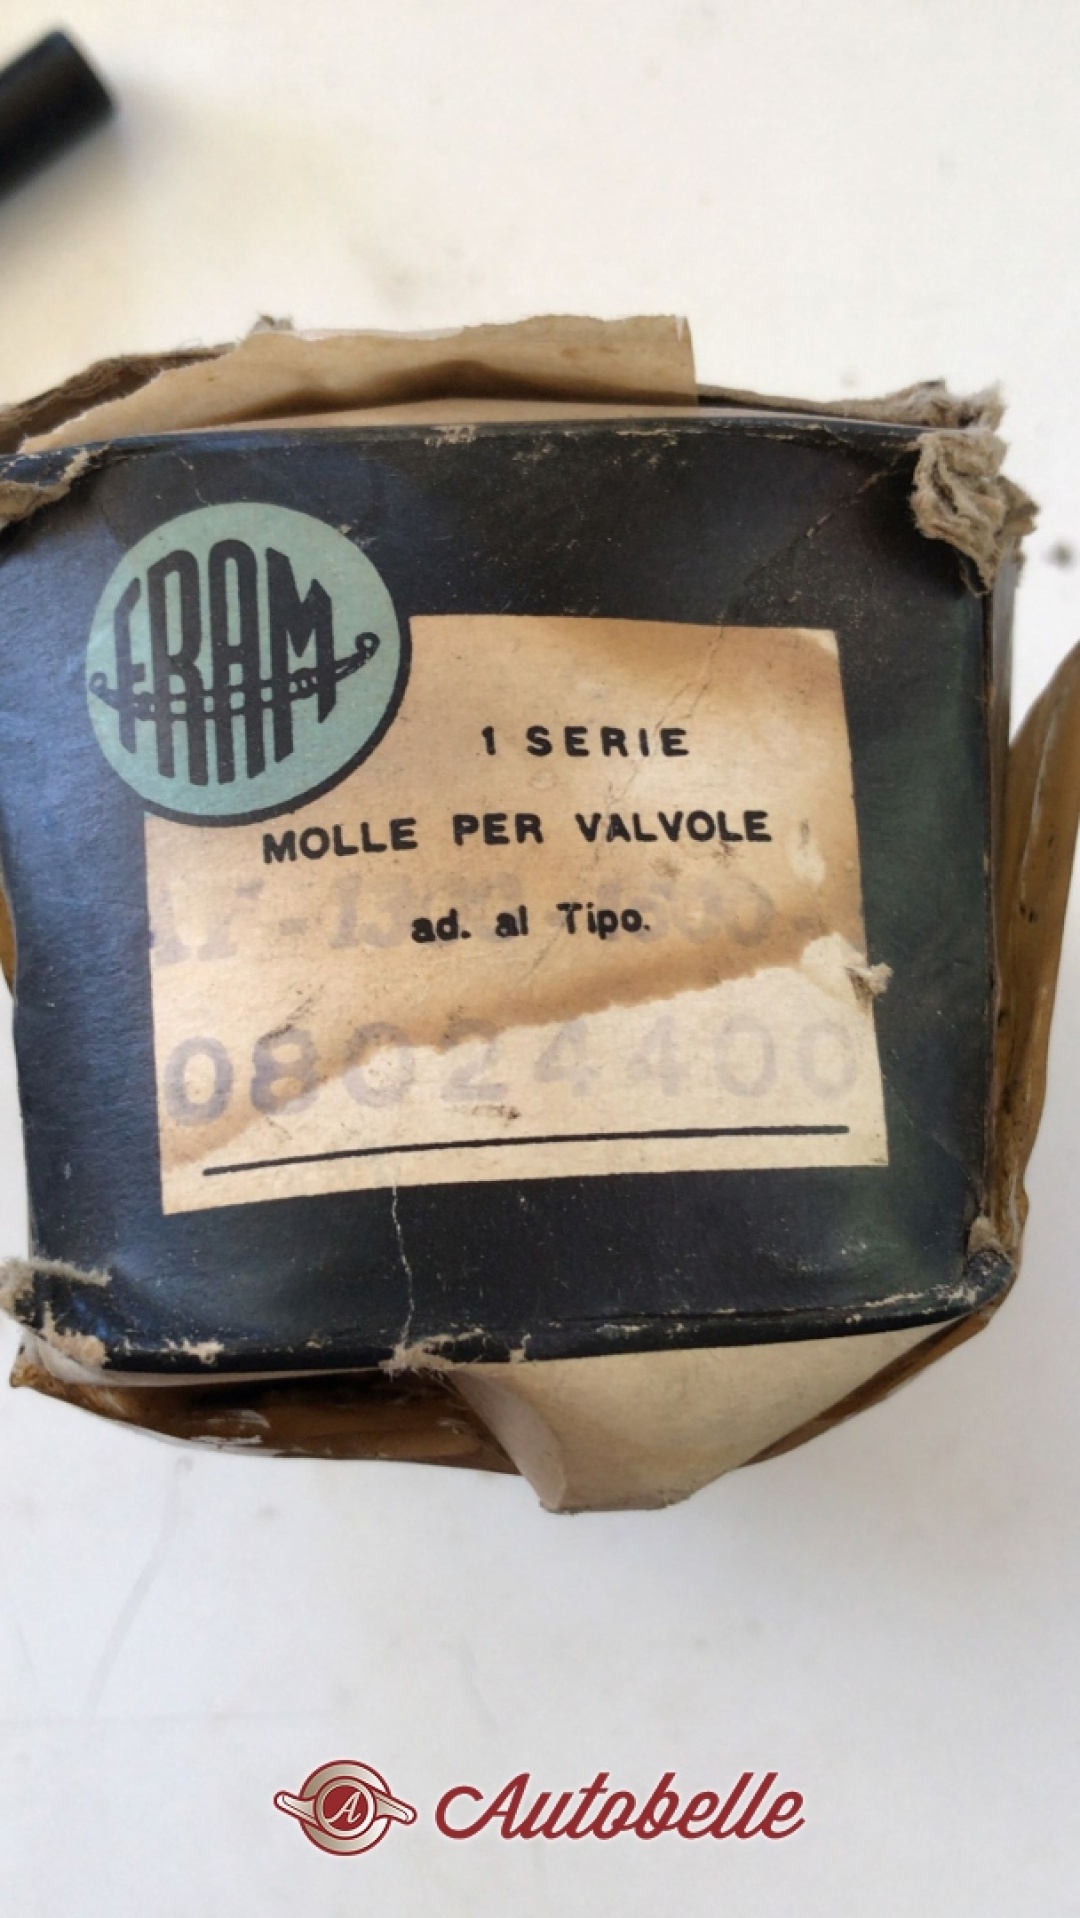 FRAM
1 SERIE
MOLLE PER VALVOLE
ad. al Tipo.
08024400
A Autobelle